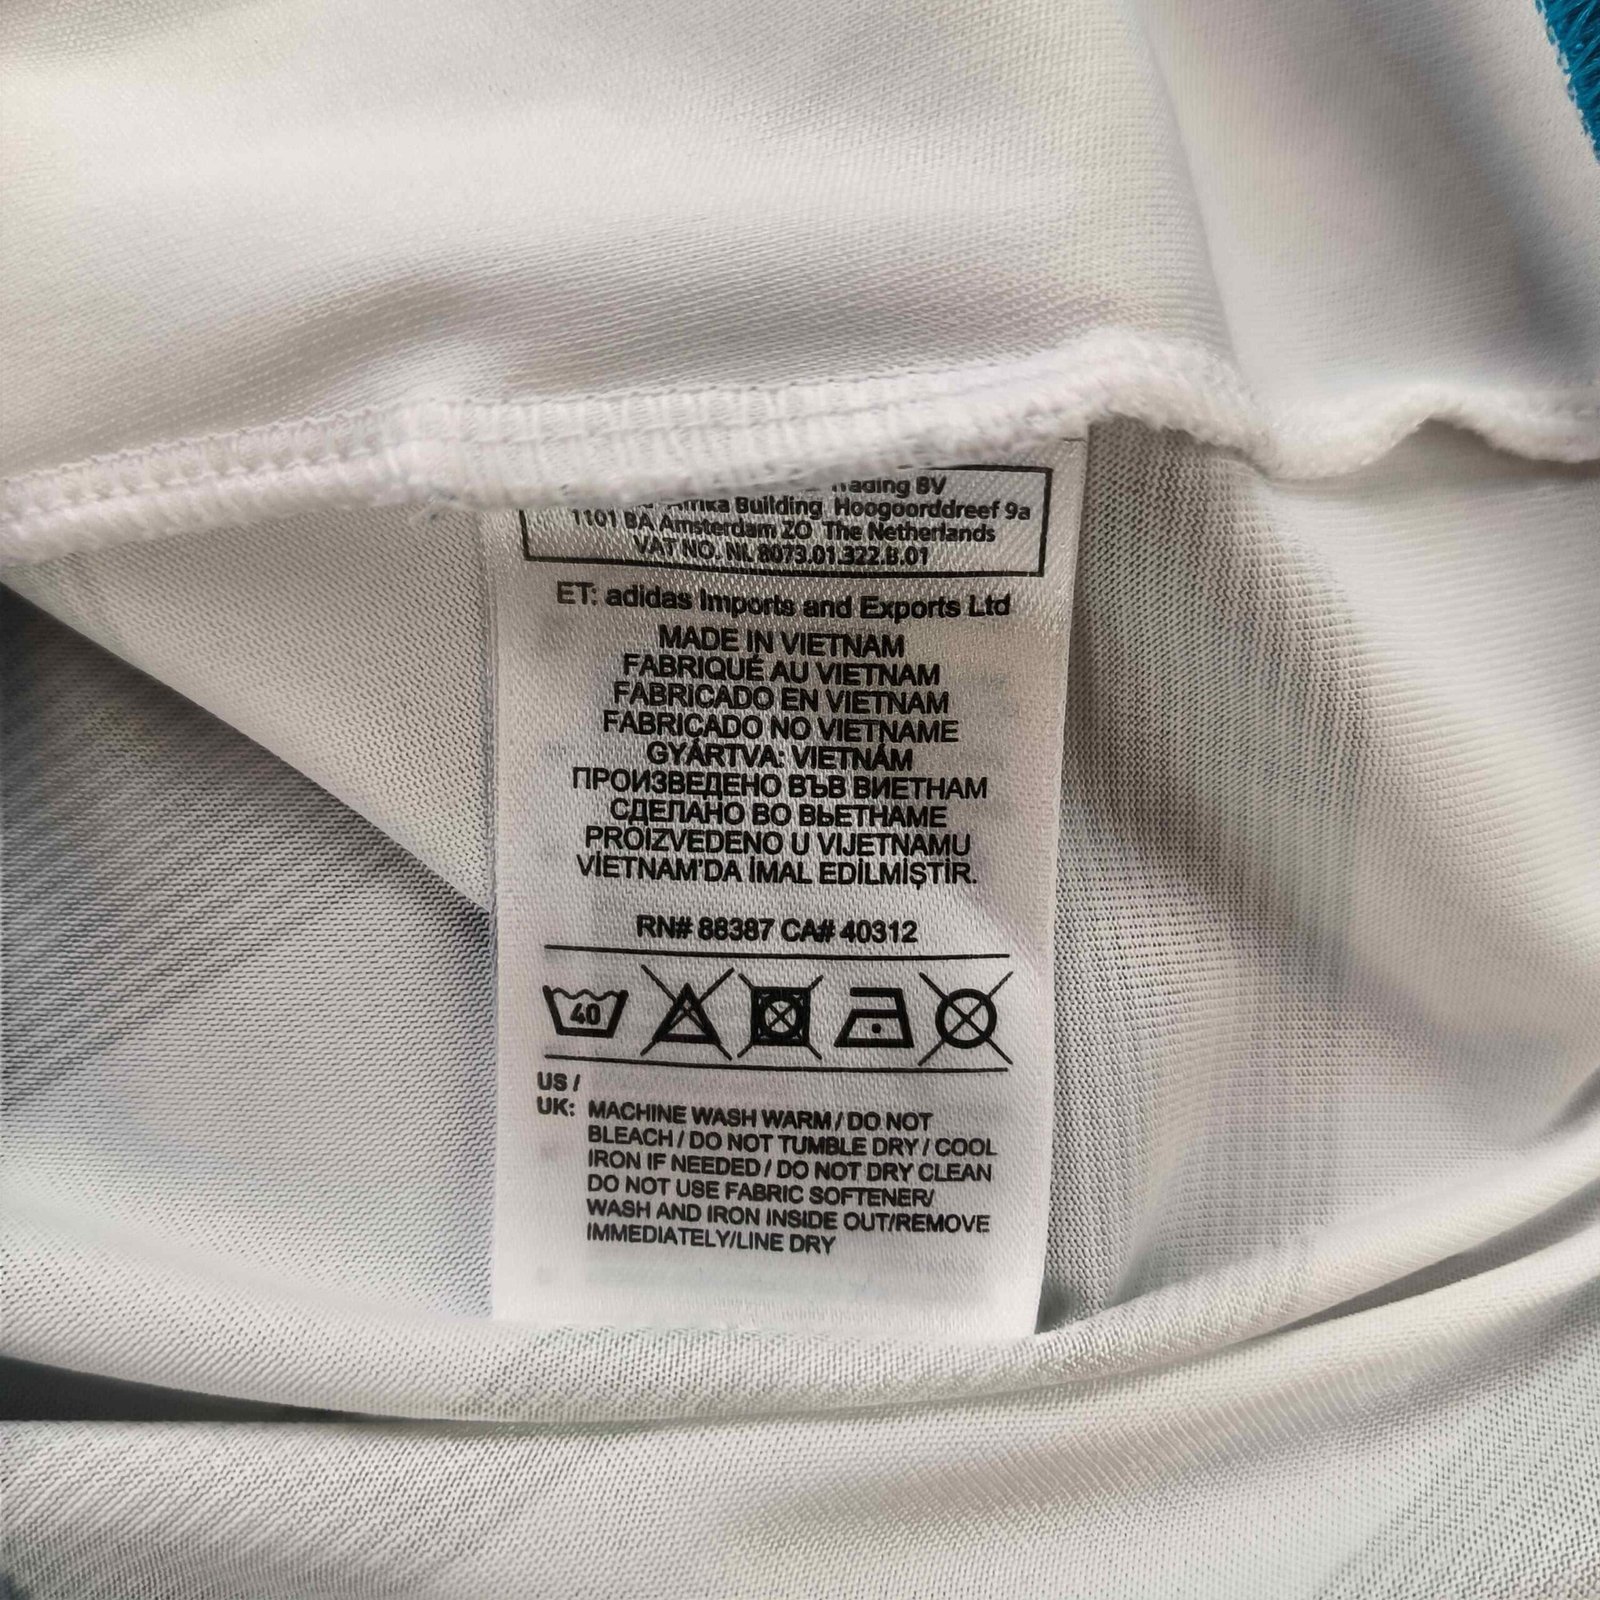 Trading BV
Afrika Building, Hoogoorddreef 9a
1101 BA Amsterdam ZO The Netherlands
VAT NO. NL 8073.01.322.B.01
ET: adidas Imports and Exports Ltd
MADE IN VIETNAM
FABRIQUÉ AU VIETNAM
FABRICADO EN VIETNAM
FABRICADO NO VIETNAME
GYÁRTVA: VIETNÁM
ПРОИЗВЕДЕНО ВЪВ ВИЕТНАМ
СДЕЛАНО ВО ВЬЕТНАМЕ
PROIZVEDENO U VIJETNAMU
VİETNAM'DA İMAL EDİLMİŞTİR.
RN# 88387 CA# 40312
40
US /
UK: MACHINE WASH WARM / DO NOT
BLEACH / DO NOT TUMBLE DRY / COOL
IRON IF NEEDED / DO NOT DRY CLEAN
DO NOT USE FABRIC SOFTENER/
WASH AND IRON INSIDE OUT/REMOVE
IMMEDIATELY/LINE DRY